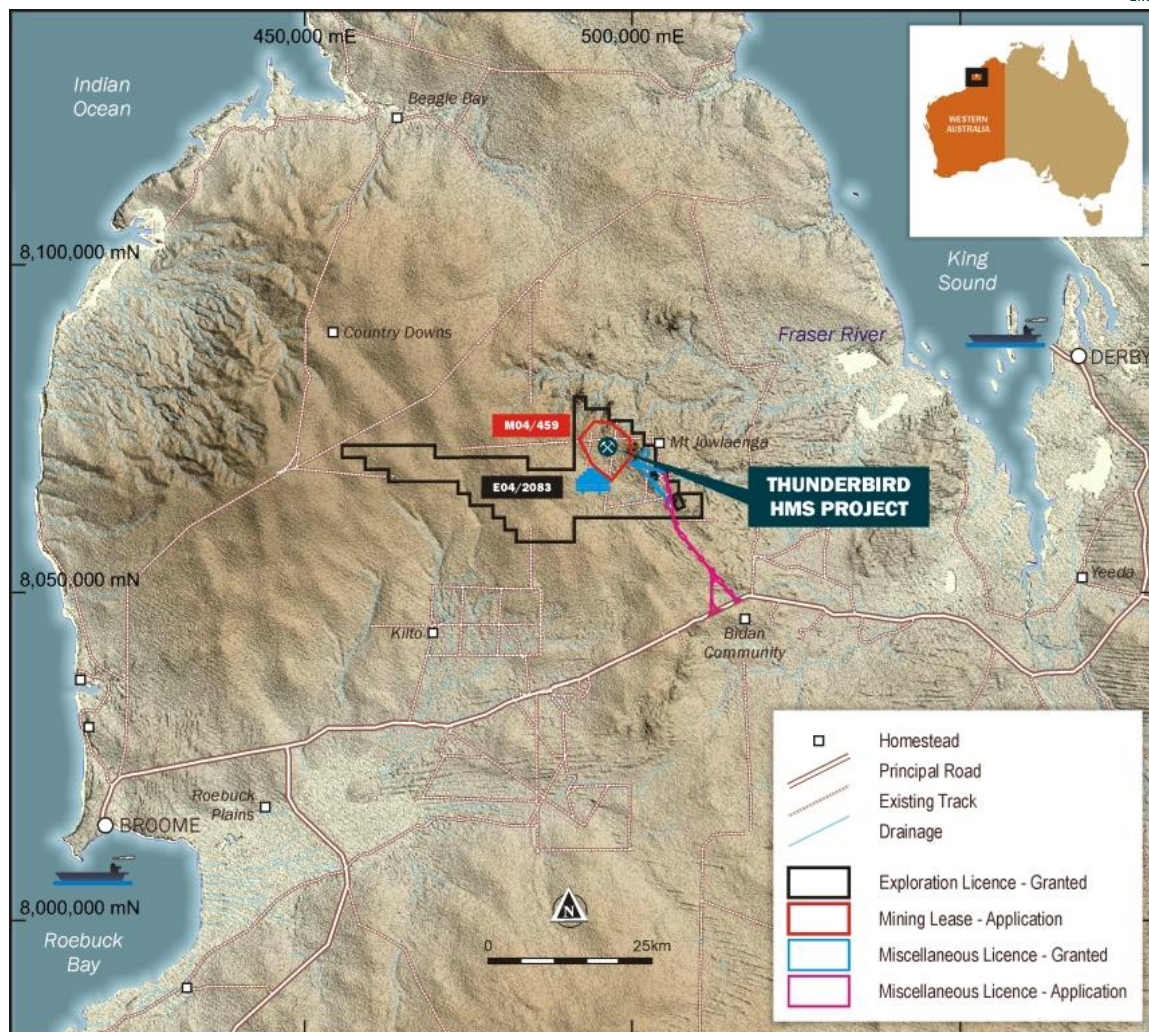 450,000 mE
500,000 mE
Indian
Ocean
Beagle Bay
WESTERN
AUSTRALIA
8,100,000 mN
King
Sound
Country Downs
Fraser River
DERBY
M04/459
Mt Jowlaenga
E04/2083
THUNDERBIRD
HMS PROJECT
8,050,000 mN
Yeeda
Kilto
Bidan
Community
Homestead
Principal Road
Roebuck
Plains
Existing Track
BROOME
Drainage
Exploration Licence - Granted
8,000,000 mN
N
Mining Lease - Application
Roebuck
Bay
0
25km
Miscellaneous Licence - Granted
Miscellaneous Licence - Application